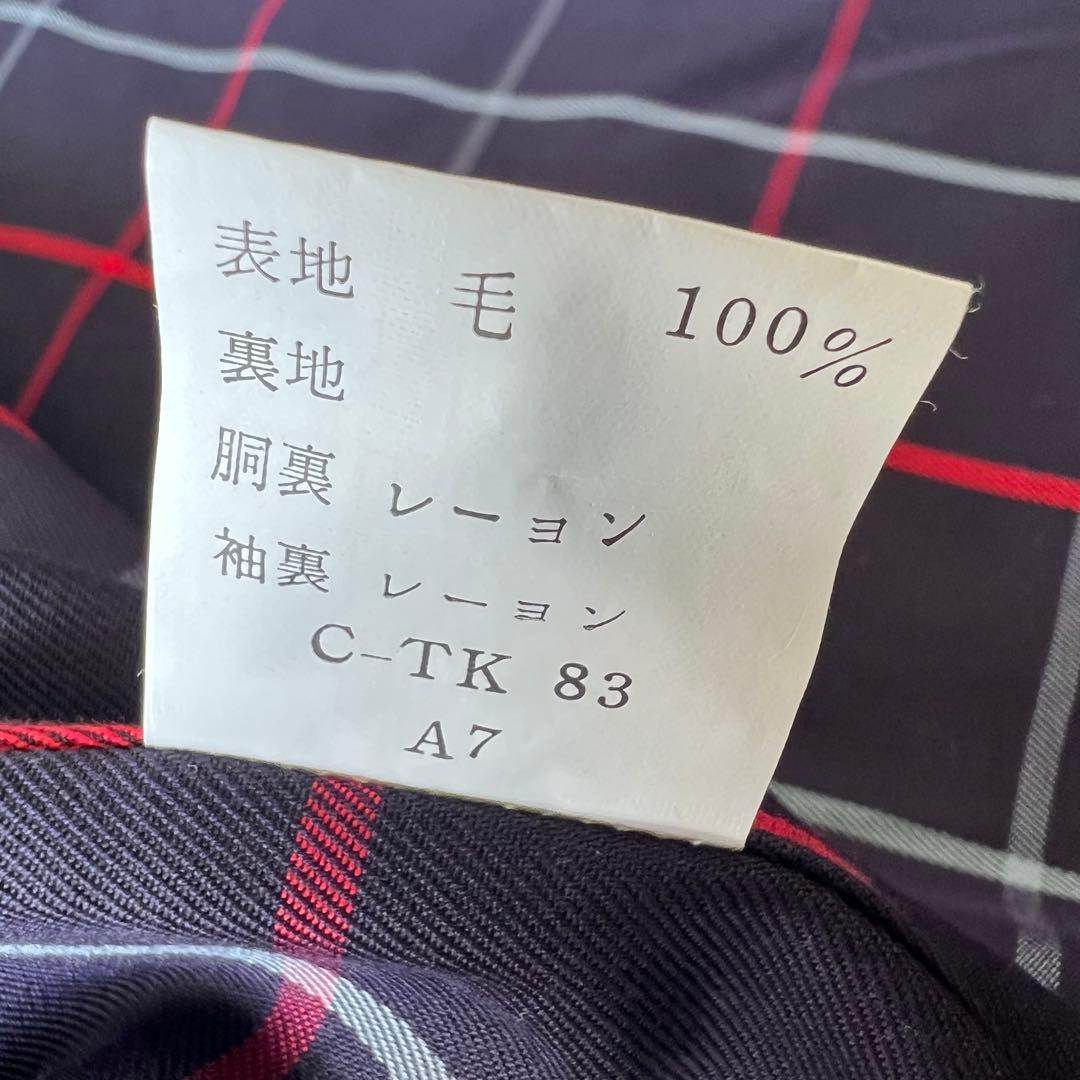 表地 毛 100%
裏地
胴裏 レーヨン
袖裏 レーヨン
C-TK 83
A7